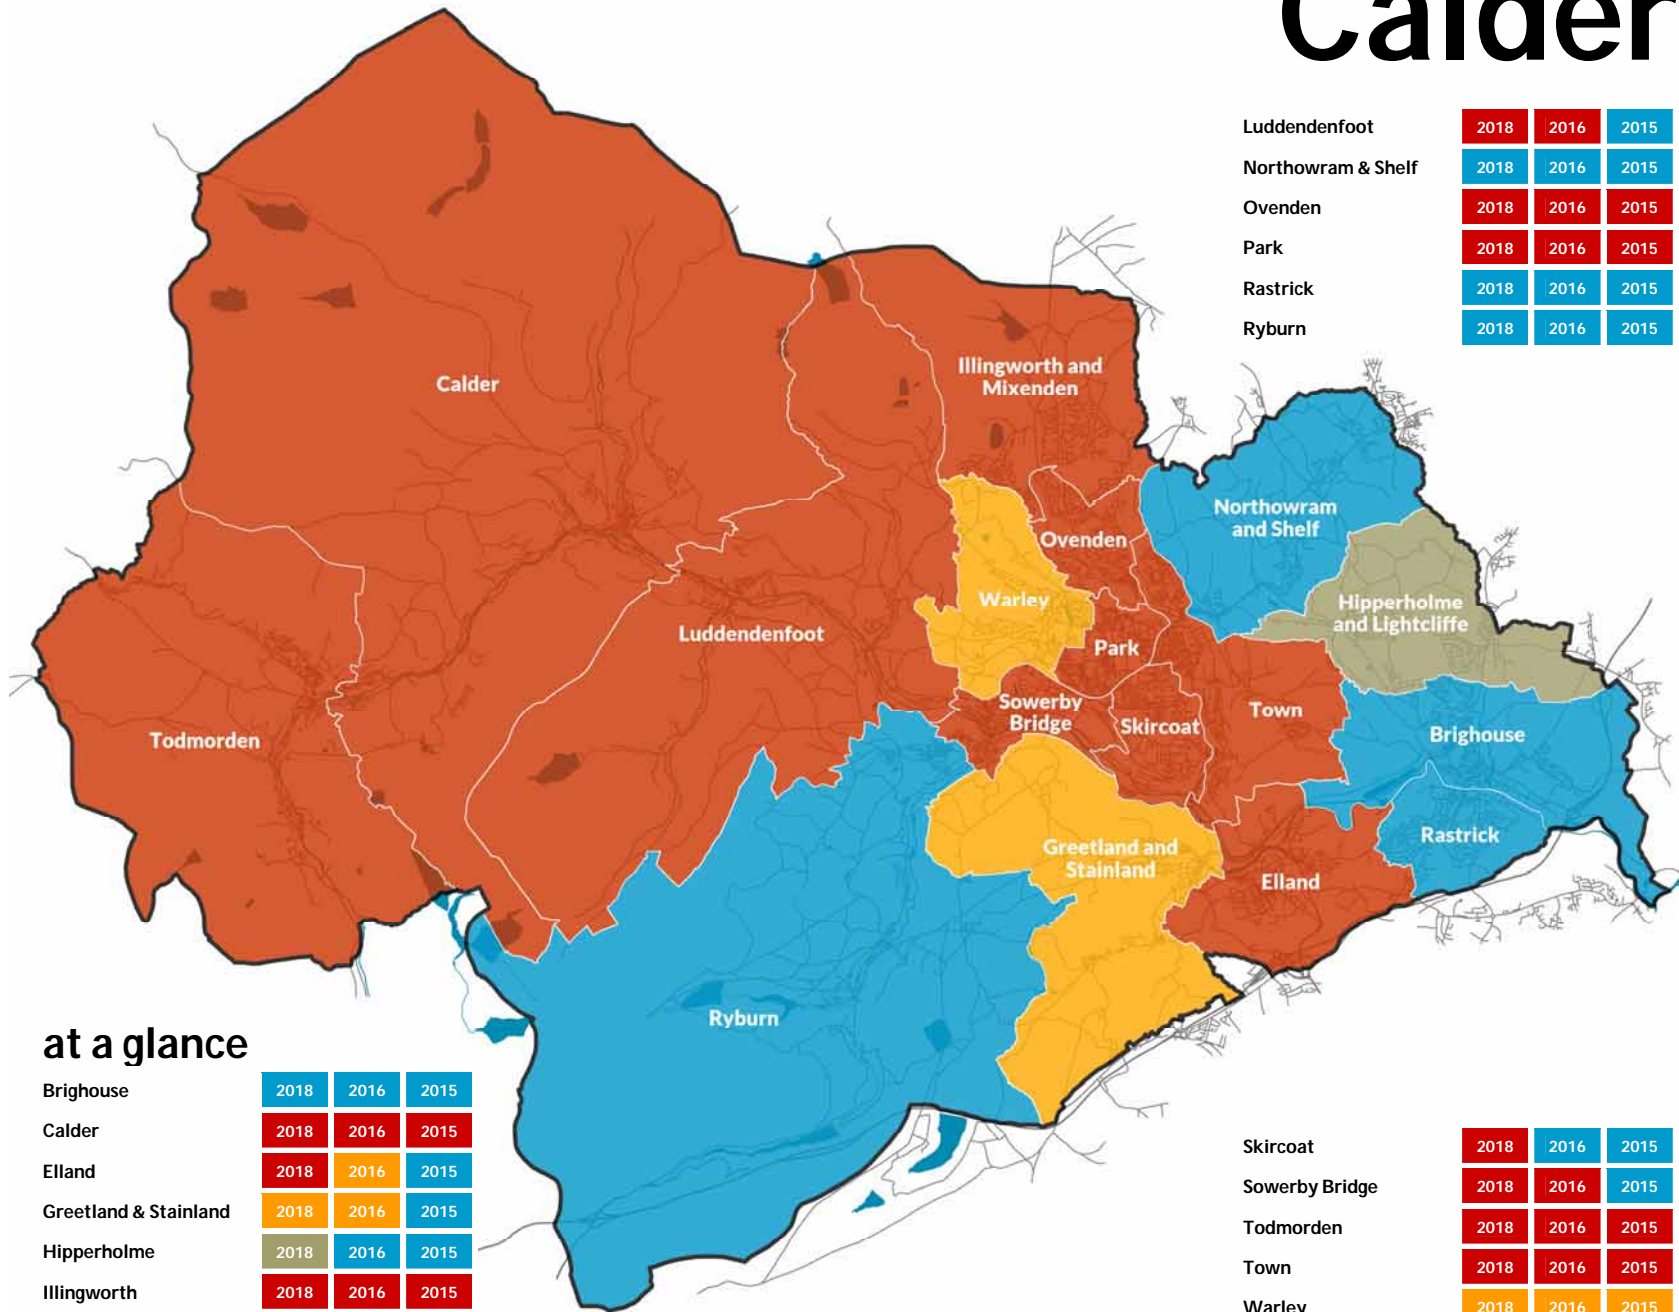 Calder
Luddendenfoot 2018 2016 2015
Northowram & Shelf 2018 2016 2015
Ovenden 2018 2016 2015
Park 2018 2016 2015
Rastrick 2018 2016 2015
Ryburn 2018 2016 2015
Calder
Illingworth and
Mixenden
Northowram
and Shelf
Ovenden
Warley
Hipperholme
and Lightcliffe
Luddendenfoot
Park
Sowerby
Bridge
Skircoat
Town
Todmorden
Brighouse
Rastrick
Greetland and
Stainland
Elland
Ryburn
at a glance
Brighouse 2018 2016 2015
Calder 2018 2016 2015
Elland 2018 2016 2015
Greetland & Stainland 2018 2016 2015
Hipperholme 2018 2016 2015
Illingworth 2018 2016 2015
Skircoat 2018 2016 2015
Sowerby Bridge 2018 2016 2015
Todmorden 2018 2016 2015
Town 2018 2016 2015
Warley 2018 2016 2015